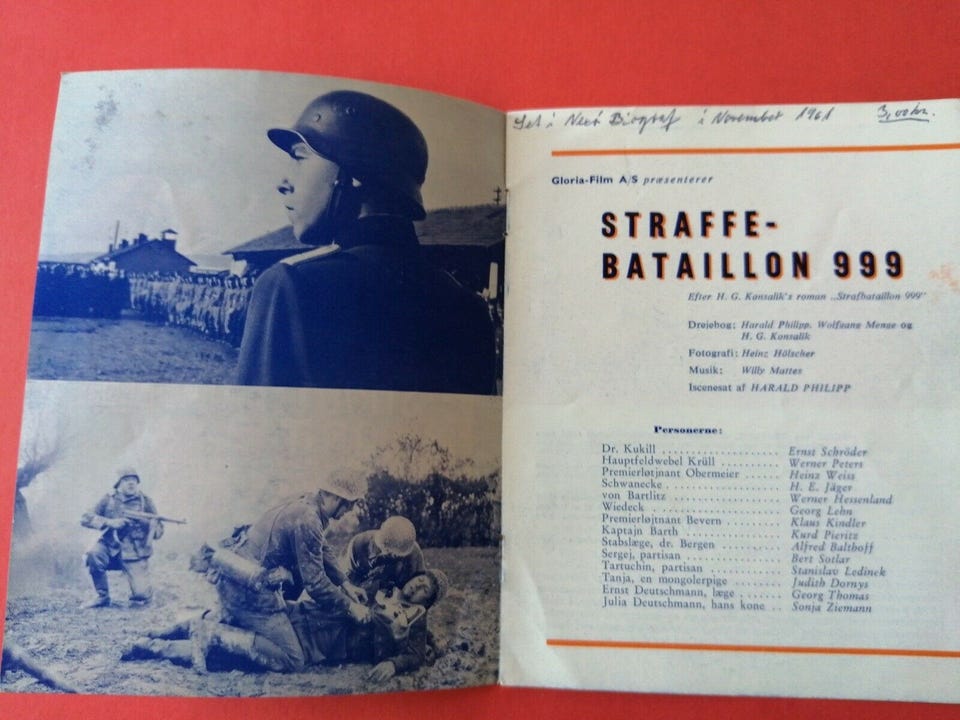 Set i Nexø Biograf i November 1961 3,00 kr.
Gloria-Film A/S præsenterer
STRAFFE-
BATAILLON 999
Efter H. G. Konsalik's roman „Strafbataillon 999"
Drejebog: Harald Philipp, Wolfgang Menge og
H. G. Konsalik
Fotografi: Heinz Hölscher
Musik: Willy Mattes
Iscenesat af HARALD PHILIPP
Personerne:
Dr. Kukill .................... Ernst Schröder
Hauptfeldwebel Krüll .......... Werner Peters
Premierløjtnant Obermeier ...... Heinz Weiss
Schwanecke .................... H. E. Jäger
von Bartlitz .................. Werner Hessenland
Wiedeck ...................... Georg Lehn
Premierløjtnant Bevern ........ Klaus Kindler
Kaptajn Barth ................. Kurd Pieritz
Stabslæge, dr. Bergen .......... Alfred Balthoff
Sergej, partisan ............... Bert Sotlar
Tartuchin, partisan ............ Stanislav Ledinek
Tanja, en mongolerpige ........ Judith Dornys
Ernst Deutschmann, læge ...... Georg Thomas
Julia Deutschmann, hans kone .. Sonja Ziemann